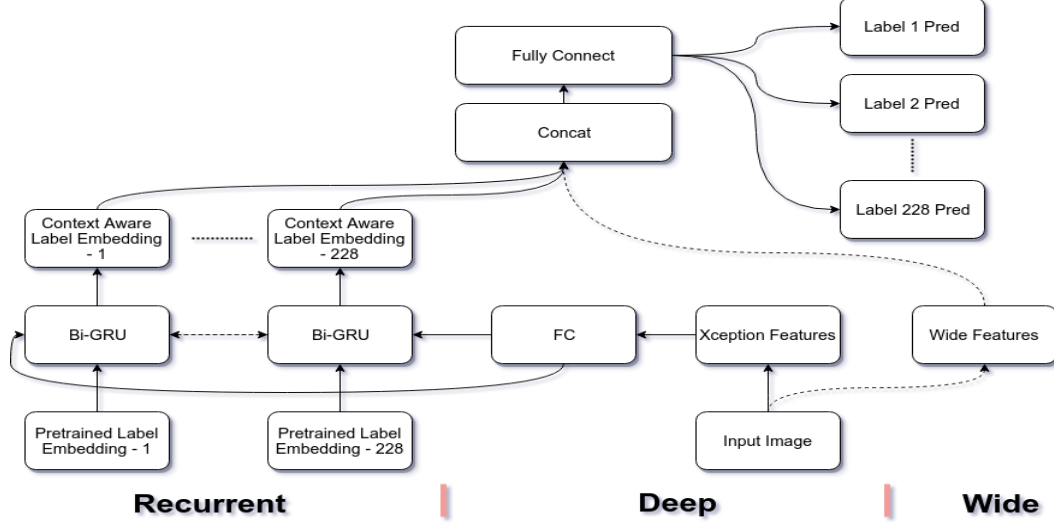 Label 1 Pred
Fully Connect
Label 2 Pred
Concat
Label 228 Pred
Context Aware
Label Embedding
- 1
Context Aware
Label Embedding
- 228
Bi-GRU
Bi-GRU
FC
Xception Features
Wide Features
Pretrained Label
Embedding - 1
Pretrained Label
Embedding - 228
Input Image
Recurrent
Deep
Wide